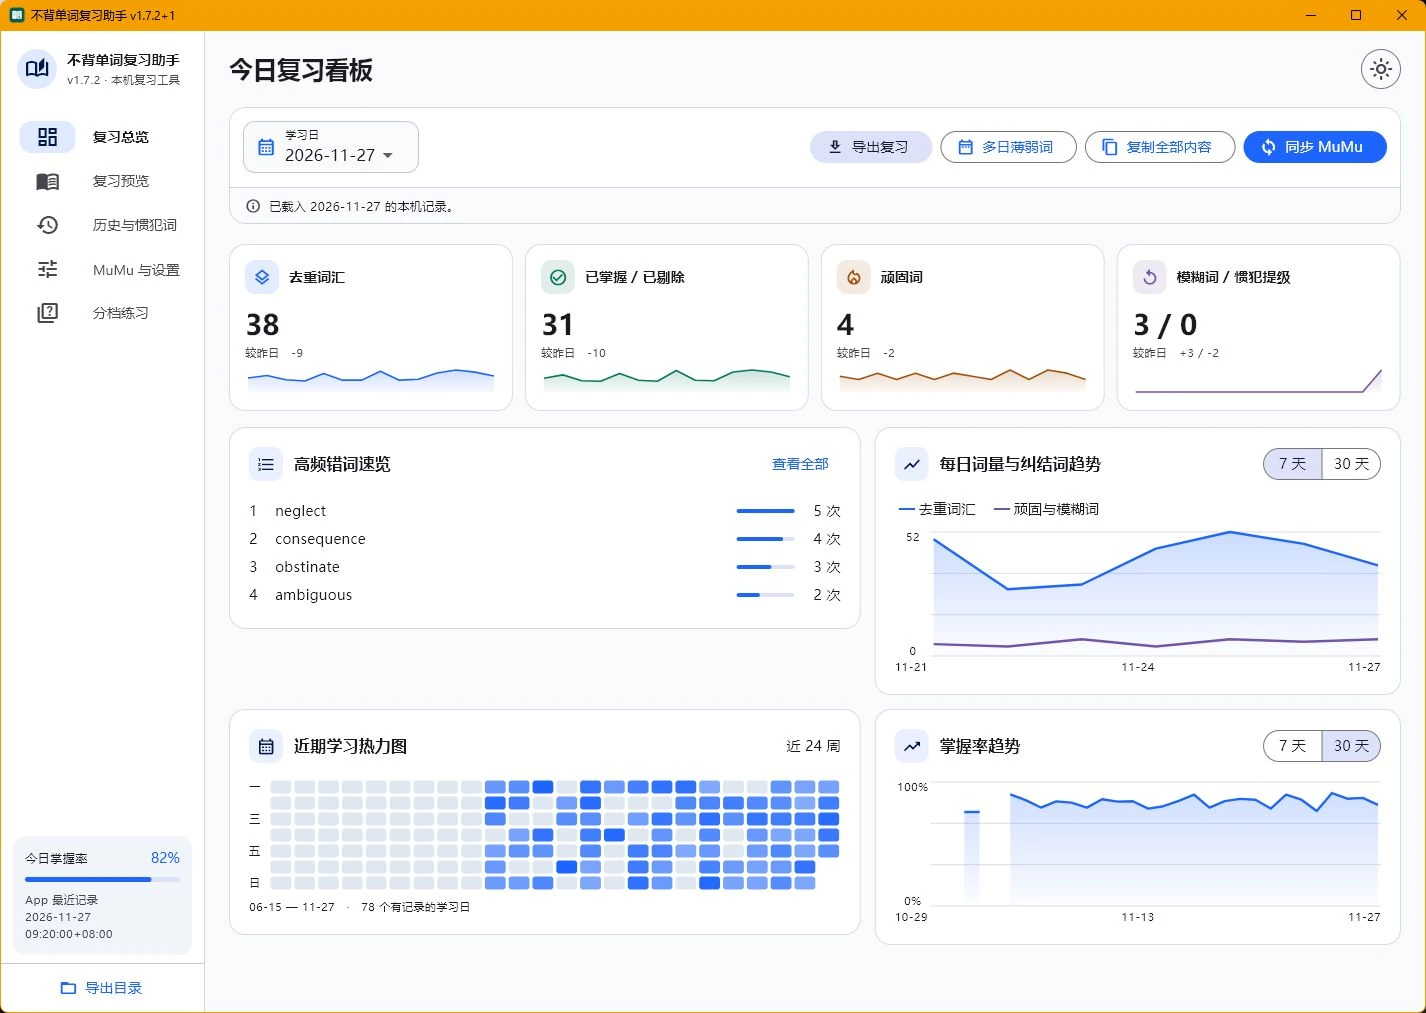 不背单词复习助手 v1.7.2+1
不背单词复习助手
v1.7.2 · 本机复习工具
复习总览
复习预览
历史与惯犯词
MuMu 与设置
分档练习
今日掌握率 82%
App 最近记录
2026-11-27
09:20:00+08:00
导出目录
今日复习看板
学习日
2026-11-27
导出复习
多日薄弱词
复制全部内容
同步 MuMu
已载入 2026-11-27 的本机记录。
去重词汇
38
较昨日 -9
已掌握 / 已剔除
31
较昨日 -10
顽固词
4
较昨日 -2
模糊词 / 惯犯提级
3 / 0
较昨日 +3 / -2
高频错词速览 查看全部
1 neglect 5 次
2 consequence 4 次
3 obstinate 3 次
4 ambiguous 2 次
每日词量与纠结词趋势 7 天 30 天
去重词汇 顽固与模糊词
52
0
11-21 11-24 11-27
近期学习热力图 近 24 周
一
三
五
日
06-15 — 11-27 · 78 个有记录的学习日
掌握率趋势 7 天 30 天
100%
0%
10-29 11-13 11-27